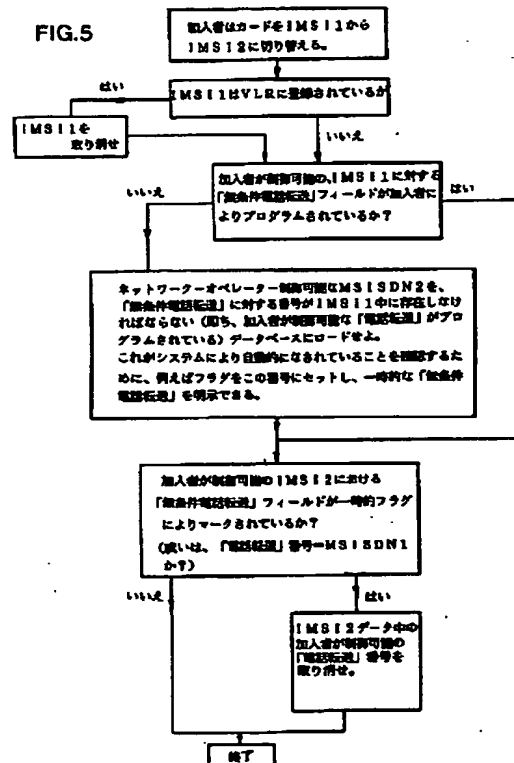 FIG.5
加入者はカードをIMSI1から
IMSI2に切り替える。
はい
IMSI1はVLRに登録されているか
IMSI1を
取り消せ
いいえ
加入者が制御可能の、IMSI1に対する
「無条件電話転送」フィールドが加入者に
よりプログラムされているか?
いいえ
はい
ネットワークーオペレーター制御可能なMSISDN2を、
「無条件電話転送」に対する番号がIMSI1中に存在しなけ
ればならない(即ち、加入者が制御可能な「電話転送」がプロ
グラムされている)データベースにロードせよ。
これがシステムにより自動的になされていることを確認するた
めに、例えばフラグをこの番号にセットし、一時的な「無条件
電話転送」を明示できる。
加入者が制御可能のIMSI2における
「無条件電話転送」フィールドが一時的フラグ
によりマークされているか?
(或いは、「電話転送」番号=MSISDN1
か?)
いいえ
はい
IMSI2データ中の
加入者が制御可能の
「電話転送」番号を
取り消せ。
終了